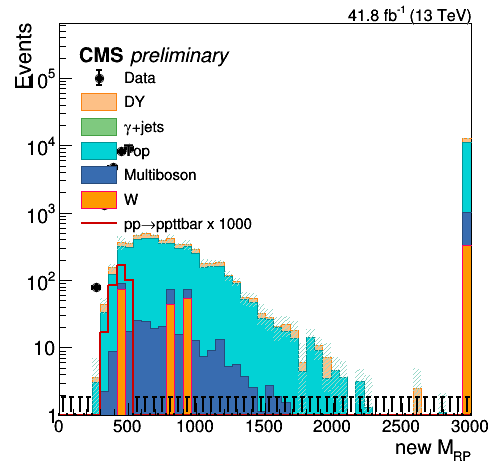 41.8 fb⁻¹ (13 TeV)
Events
CMS preliminary
Data
DY
γ+jets
Top
Multiboson
W
pp→ppttbar x 1000
10⁵
10⁴
10³
10²
10
1
0 500 1000 1500 2000 2500 3000
new M_RP